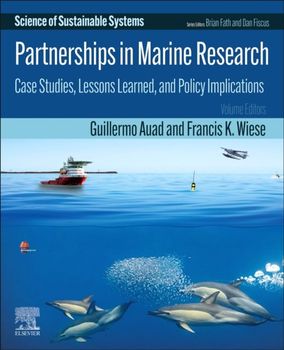 Science of Sustainable Systems
Series Editors: Brian Fath and Dan Fiscus
Partnerships in Marine Research
Case Studies, Lessons Learned, and Policy Implications
Volume Editors
Guillermo Auad and Francis K. Wiese
ELSEVIER